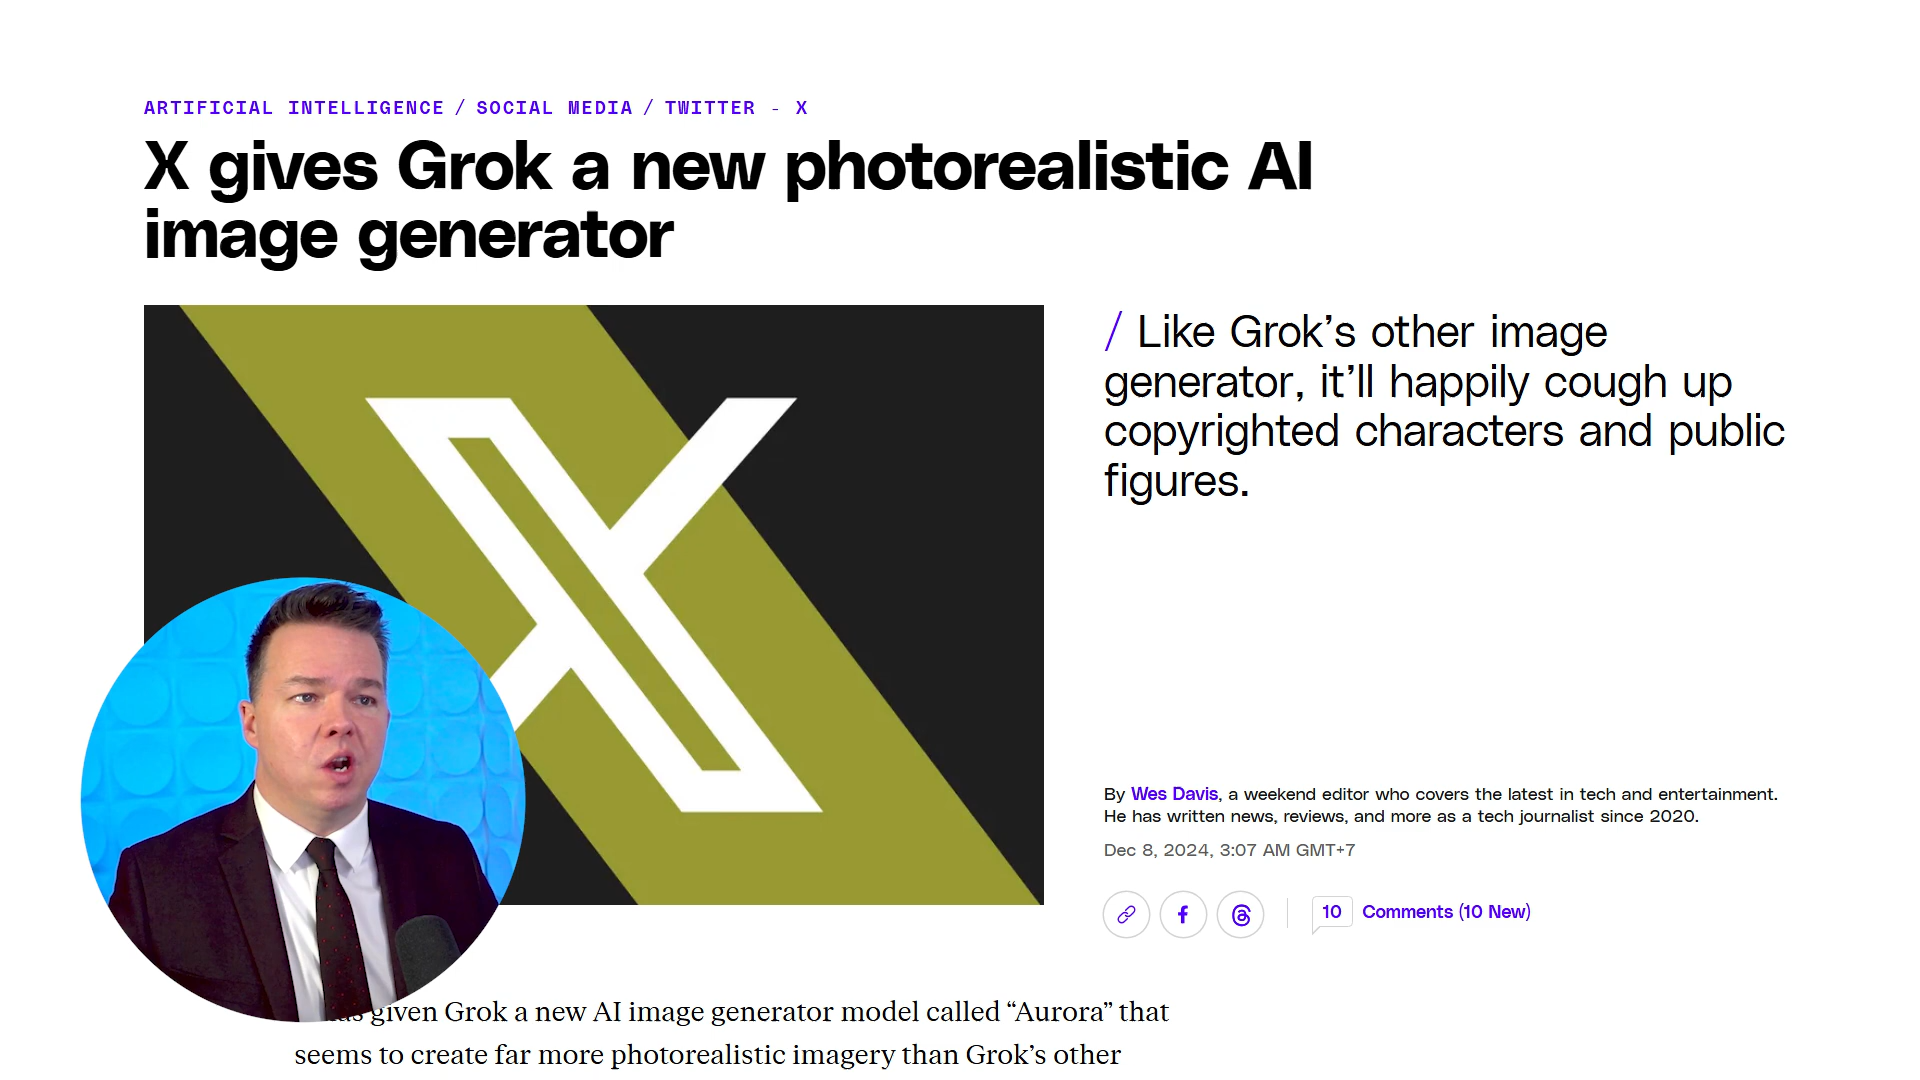 ARTIFICIAL INTELLIGENCE / SOCIAL MEDIA / TWITTER - X
X gives Grok a new photorealistic AI
image generator
/ Like Grok’s other image
generator, it’ll happily cough up
copyrighted characters and public
figures.
By Wes Davis, a weekend editor who covers the latest in tech and entertainment.
He has written news, reviews, and more as a tech journalist since 2020.
Dec 8, 2024, 3:07 AM GMT+7
10 Comments (10 New)
given Grok a new AI image generator model called “Aurora” that
seems to create far more photorealistic imagery than Grok’s other